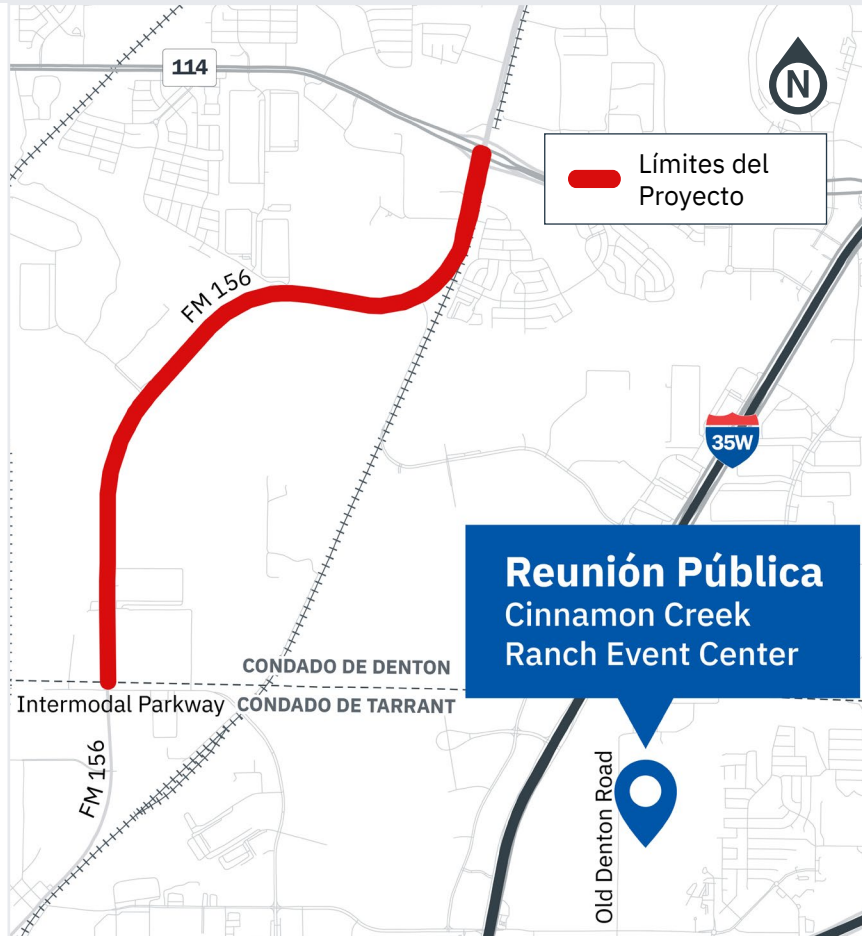 114
N
Límites del
Proyecto
FM 156
35W
Reunión Pública
Cinnamon Creek
Ranch Event Center
CONDADO DE DENTON
Intermodal Parkway
CONDADO DE TARRANT
FM 156
Old Denton Road